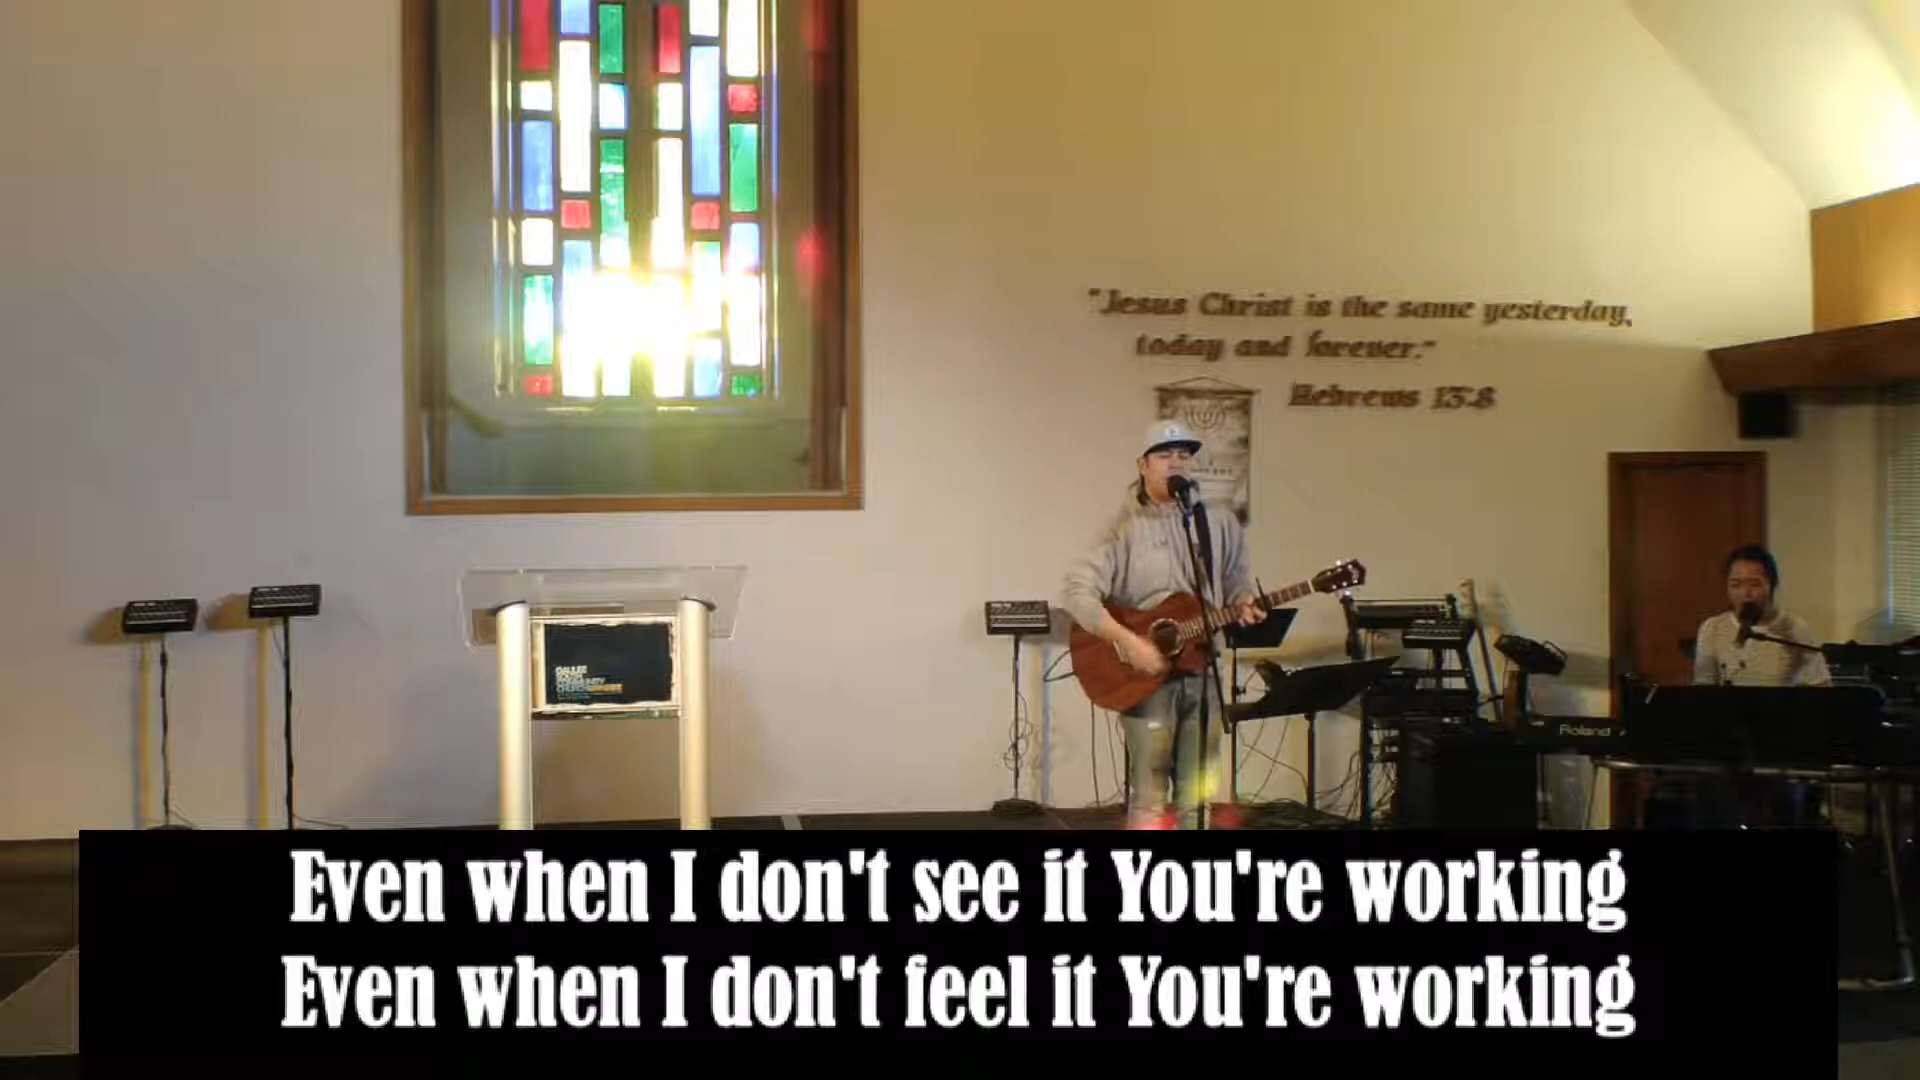 "Jesus Christ is the same yesterday,
today and forever."
Hebrews 13:8
Roland
Even when I don't see it You're working
Even when I don't feel it You're working